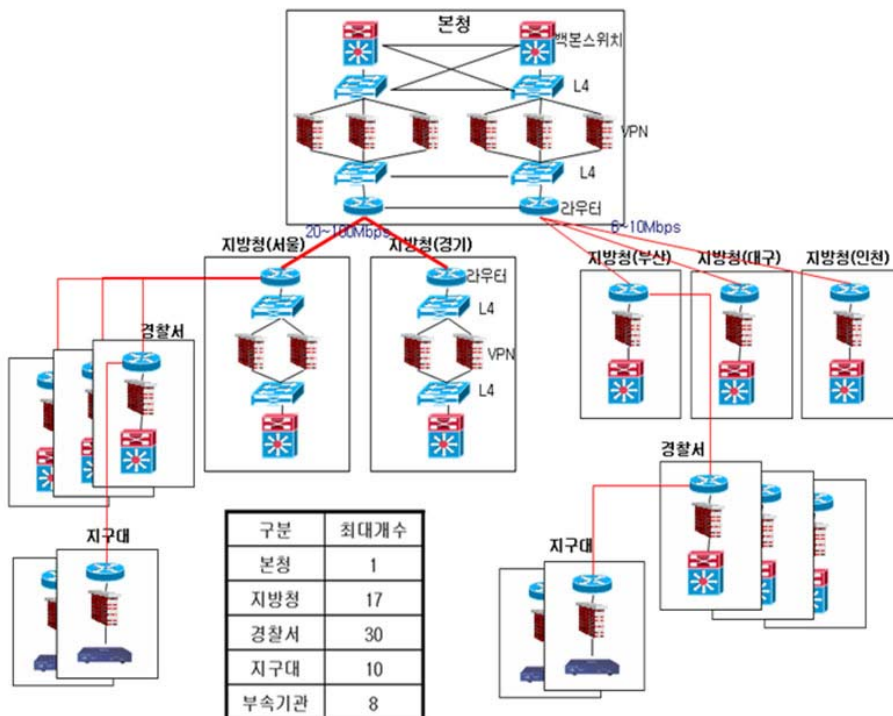 본청
백본스위치
L4
VPN
L4
라우터
20~100Mbps
6~10Mbps
지방청(서울)
지방청(경기)
지방청(부산)
지방청(대구)
지방청(인천)
라우터
L4
VPN
L4
경찰서
경찰서
지구대
지구대
구분 최대개수
본청 1
지방청 17
경찰서 30
지구대 10
부속기관 8